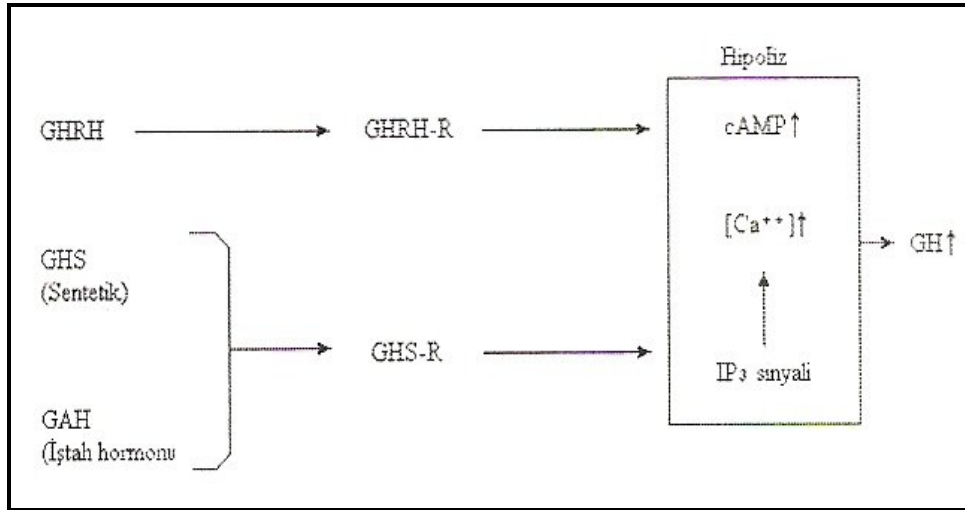 Hipofiz
GHRH
GHRH-R
cAMP↑
[Ca⁺⁺]↑
GH↑
GHS
(Sentetik)
GHS-R
IP₃ sinyali
GAH
(İştah hormonu